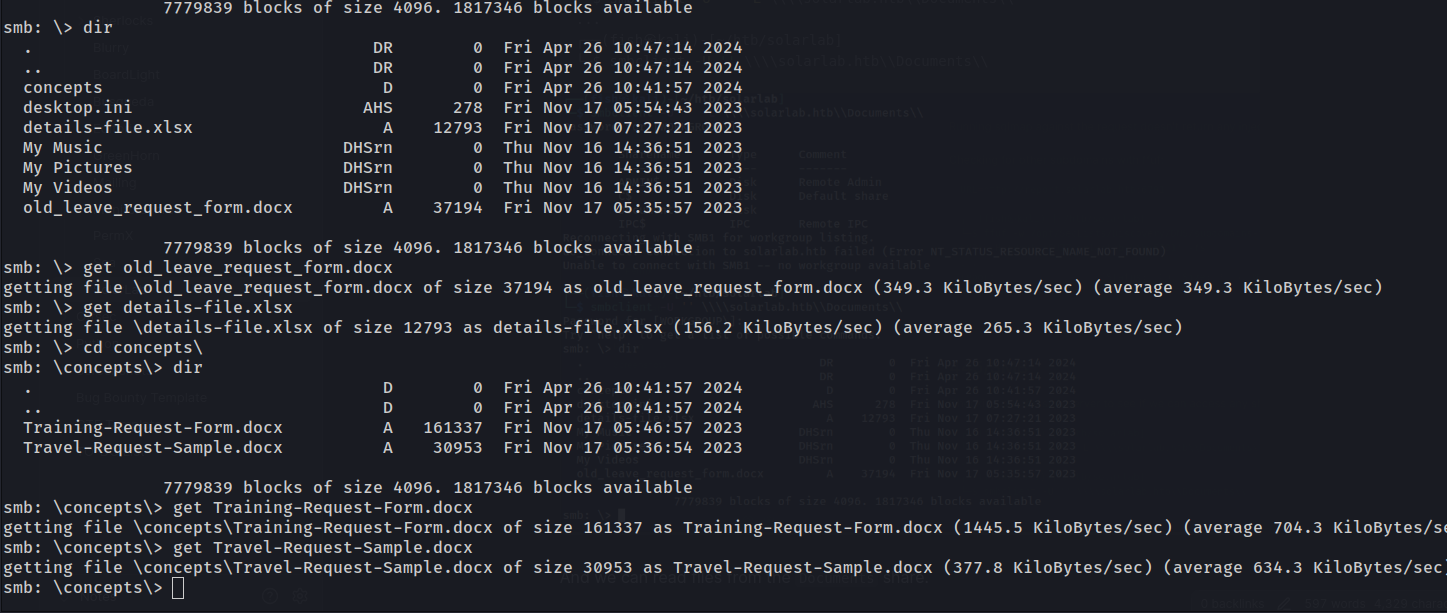 7779839 blocks of size 4096. 1817346 blocks available
smb: \> dir
  .                                  DR        0  Fri Apr 26 10:47:14 2024
  ..                                 DR        0  Fri Apr 26 10:47:14 2024
  concepts                            D        0  Fri Apr 26 10:41:57 2024
  desktop.ini                       AHS      278  Fri Nov 17 05:54:43 2023
  details-file.xlsx                   A    12793  Fri Nov 17 07:27:21 2023
  My Music                        DHSrn        0  Thu Nov 16 14:36:51 2023
  My Pictures                     DHSrn        0  Thu Nov 16 14:36:51 2023
  My Videos                       DHSrn        0  Thu Nov 16 14:36:51 2023
  old_leave_request_form.docx         A    37194  Fri Nov 17 05:35:57 2023
                7779839 blocks of size 4096. 1817346 blocks available
smb: \> get old_leave_request_form.docx
getting file \old_leave_request_form.docx of size 37194 as old_leave_request_form.docx (349.3 KiloBytes/sec) (average 349.3 KiloBytes/sec)
smb: \> get details-file.xlsx
getting file \details-file.xlsx of size 12793 as details-file.xlsx (156.2 KiloBytes/sec) (average 265.3 KiloBytes/sec)
smb: \> cd concepts\
smb: \concepts\> dir
  .                                   D        0  Fri Apr 26 10:41:57 2024
  ..                                  D        0  Fri Apr 26 10:41:57 2024
  Training-Request-Form.docx          A   161337  Fri Nov 17 05:46:57 2023
  Travel-Request-Sample.docx          A    30953  Fri Nov 17 05:36:54 2023
                7779839 blocks of size 4096. 1817346 blocks available
smb: \concepts\> get Training-Request-Form.docx
getting file \concepts\Training-Request-Form.docx of size 161337 as Training-Request-Form.docx (1445.5 KiloBytes/sec) (average 704.3 KiloBytes/se
smb: \concepts\> get Travel-Request-Sample.docx
getting file \concepts\Travel-Request-Sample.docx of size 30953 as Travel-Request-Sample.docx (377.8 KiloBytes/sec) (average 634.3 KiloBytes/sec)
smb: \concepts\>